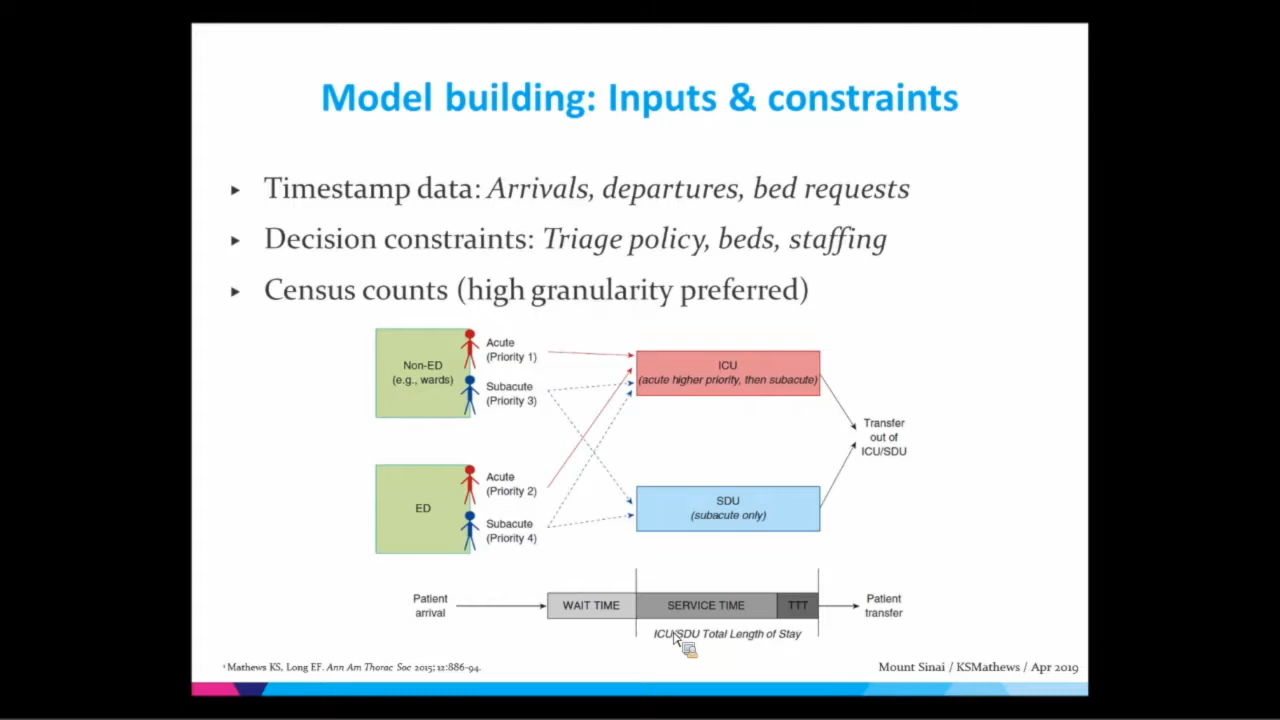 Model building: Inputs & constraints
▸ Timestamp data: Arrivals, departures, bed requests
▸ Decision constraints: Triage policy, beds, staffing
▸ Census counts (high granularity preferred)
Non-ED
(e.g., wards)
Acute
(Priority 1)
Subacute
(Priority 3)
ICU
(acute higher priority, then subacute)
Transfer
out of
ICU/SDU
ED
Acute
(Priority 2)
Subacute
(Priority 4)
SDU
(subacute only)
Patient
arrival
WAIT TIME
SERVICE TIME
TTT
Patient
transfer
ICU/SDU Total Length of Stay
¹ Mathews KS, Long EF. Ann Am Thorac Soc 2015; 12:886-94.
Mount Sinai / KSMathews / Apr 2019